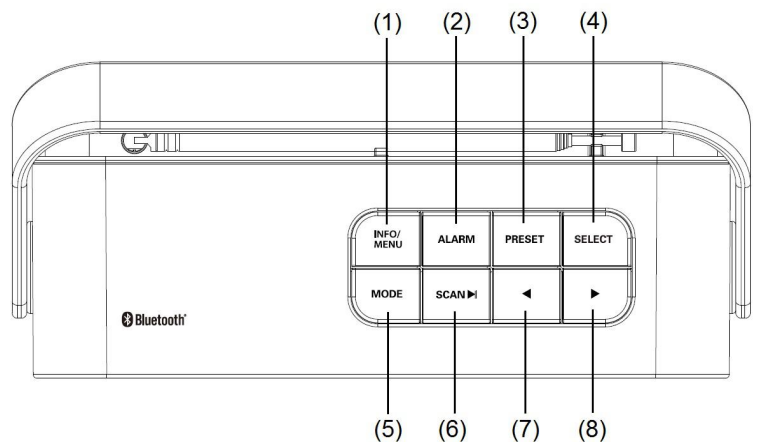 (1) (2) (3) (4)
INFO/
MENU
ALARM PRESET SELECT
MODE SCAN ▶| ◀ ▶
Bluetooth®
(5) (6) (7) (8)